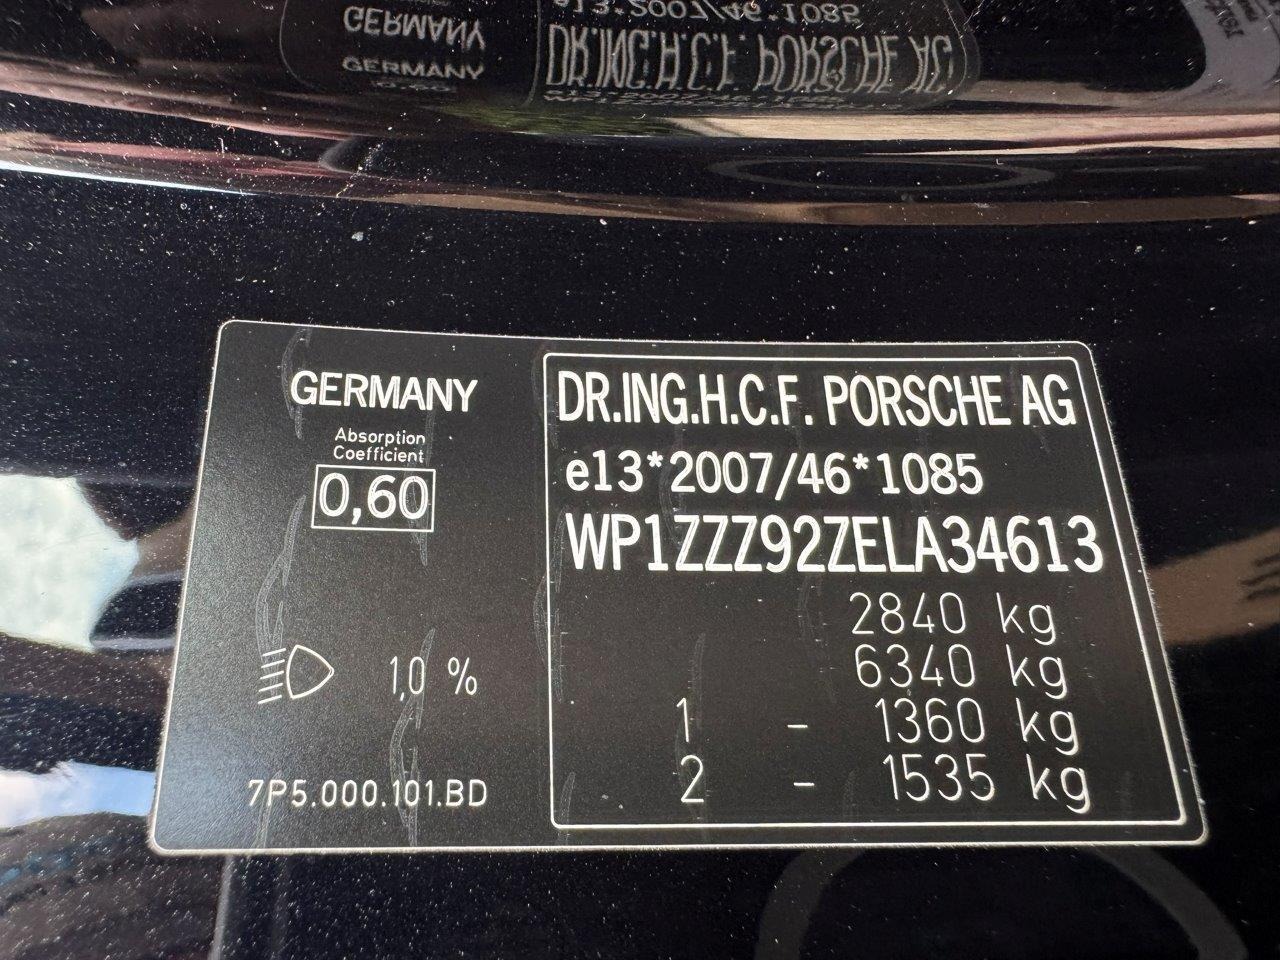 GERMANY
Absorption
Coefficient
0,60
1,0 %
7P5.000.101.BD
DR.ING.H.C.F. PORSCHE AG
e13*2007/46*1085
WP1ZZZ92ZELA34613
2840 kg
6340 kg
1 - 1360 kg
2 - 1535 kg